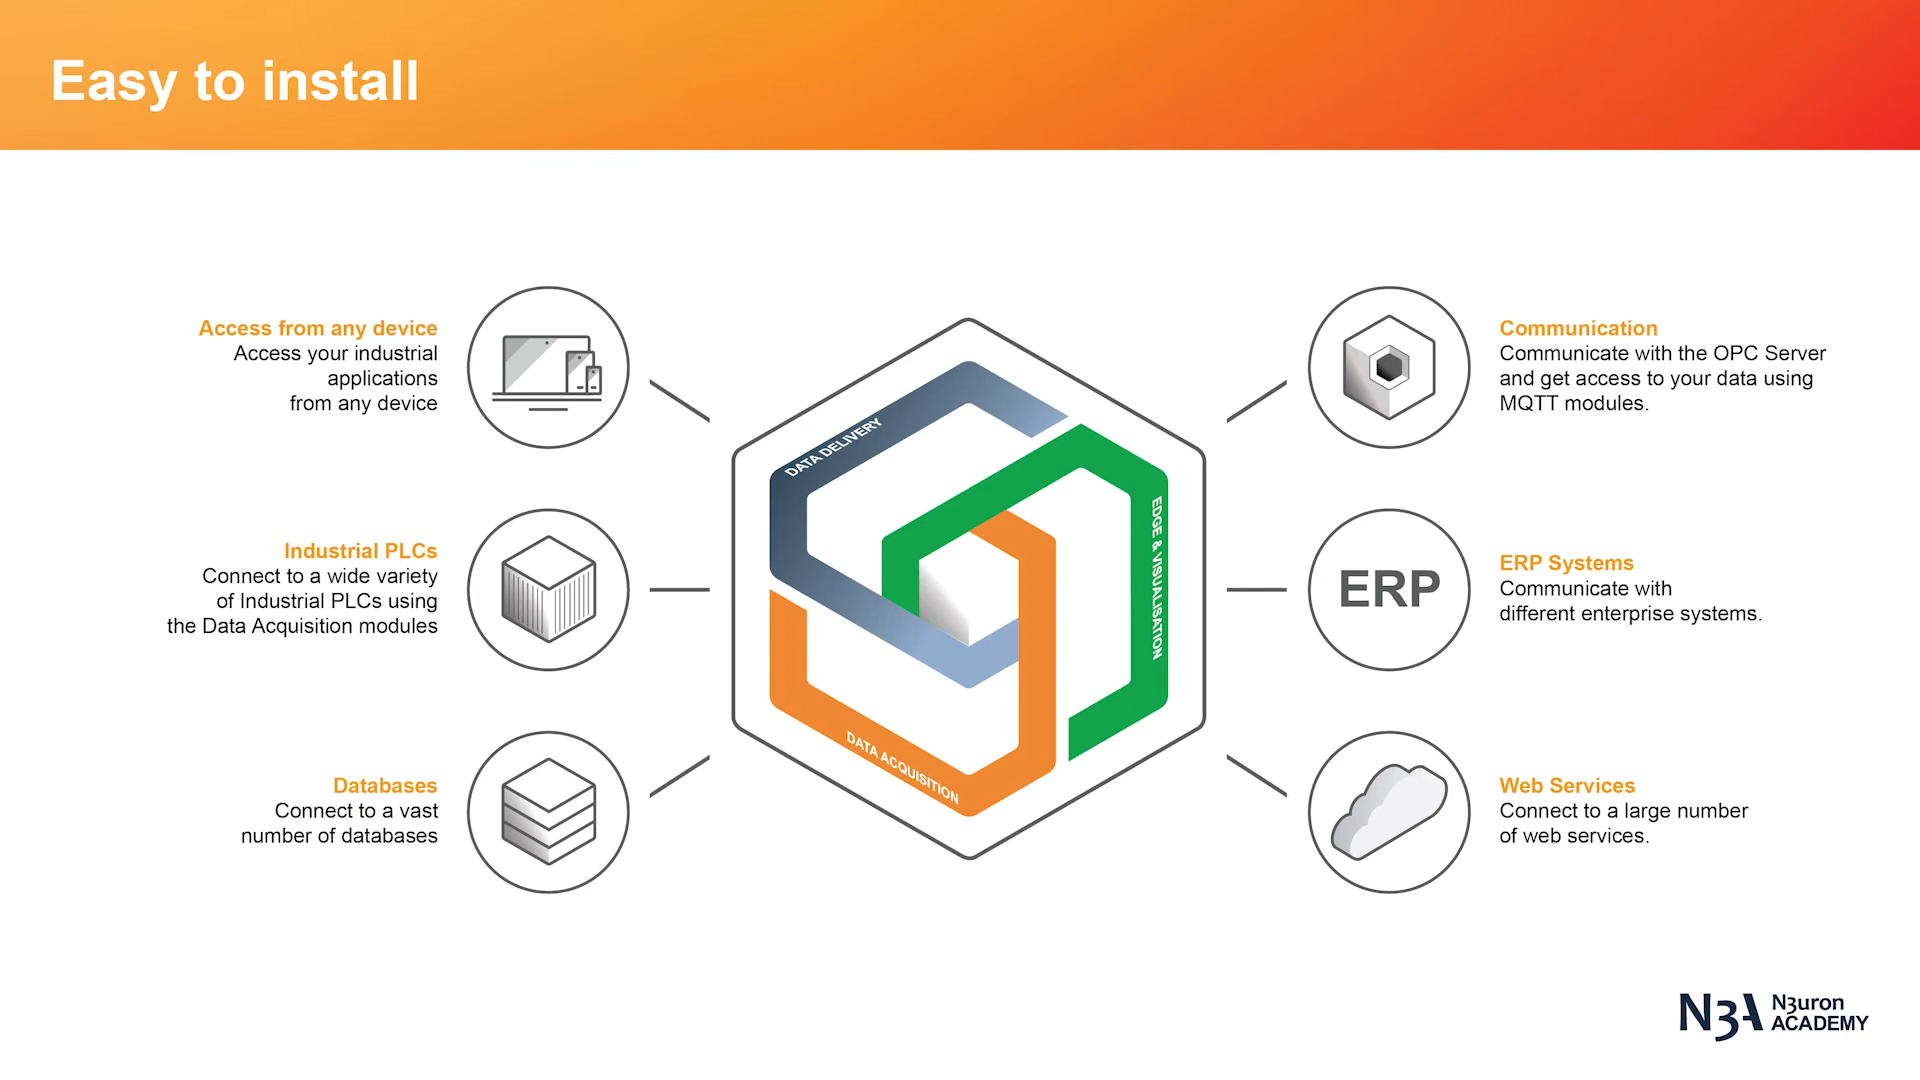 Easy to install
Access from any device
Access your industrial
applications
from any device
Industrial PLCs
Connect to a wide variety
of Industrial PLCs using
the Data Acquisition modules
Databases
Connect to a vast
number of databases
DATA DELIVERY
EDGE & VISUALISATION
DATA ACQUISITION
Communication
Communicate with the OPC Server
and get access to your data using
MQTT modules.
ERP
ERP Systems
Communicate with
different enterprise systems.
Web Services
Connect to a large number
of web services.
N3A
N3uron
ACADEMY